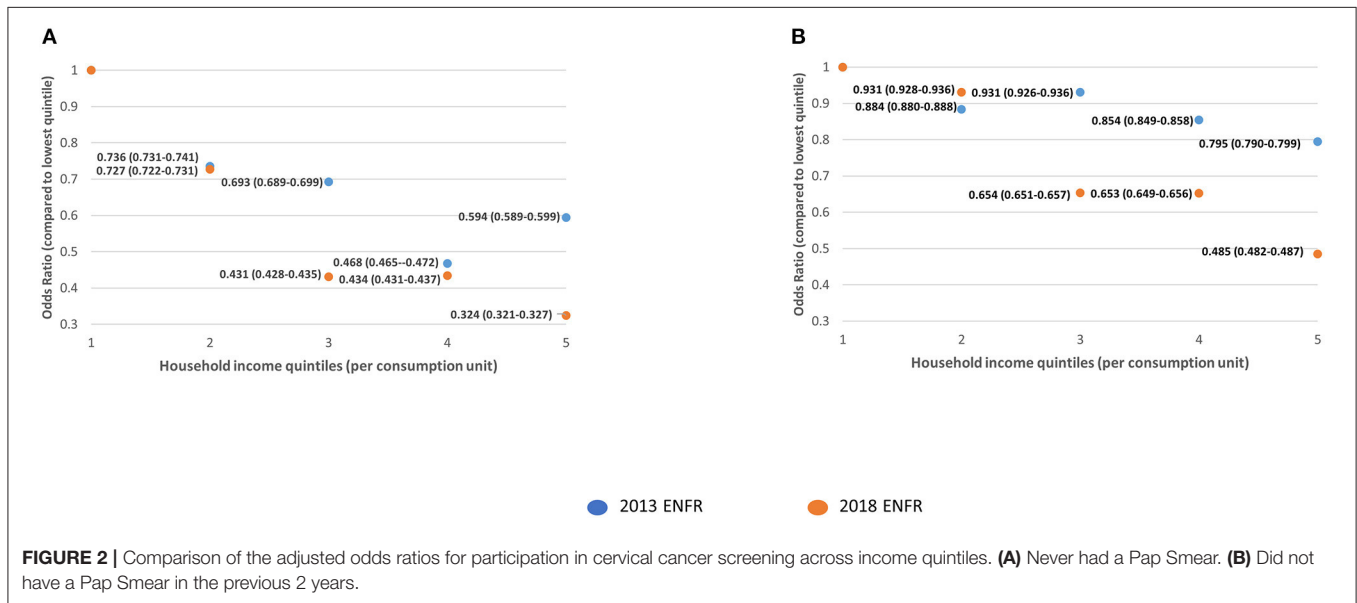 A
Odds Ratio (compared to lowest quintile)
1
0.9
0.8
0.7
0.6
0.5
0.4
0.3
0.736 (0.731-0.741)
0.727 (0.722-0.731)
0.693 (0.689-0.699)
0.594 (0.589-0.599)
0.468 (0.465--0.472)
0.431 (0.428-0.435)
0.434 (0.431-0.437)
0.324 (0.321-0.327)
1 2 3 4 5
Household income quintiles (per consumption unit)
B
Odds Ratio (compared to lowest quintile)
1
0.9
0.8
0.7
0.6
0.5
0.4
0.3
0.931 (0.928-0.936)
0.884 (0.880-0.888)
0.931 (0.926-0.936)
0.854 (0.849-0.858)
0.795 (0.790-0.799)
0.654 (0.651-0.657)
0.653 (0.649-0.656)
0.485 (0.482-0.487)
1 2 3 4 5
Household income quintiles (per consumption unit)
2013 ENFR 2018 ENFR
FIGURE 2 | Comparison of the adjusted odds ratios for participation in cervical cancer screening across income quintiles. (A) Never had a Pap Smear. (B) Did not
have a Pap Smear in the previous 2 years.